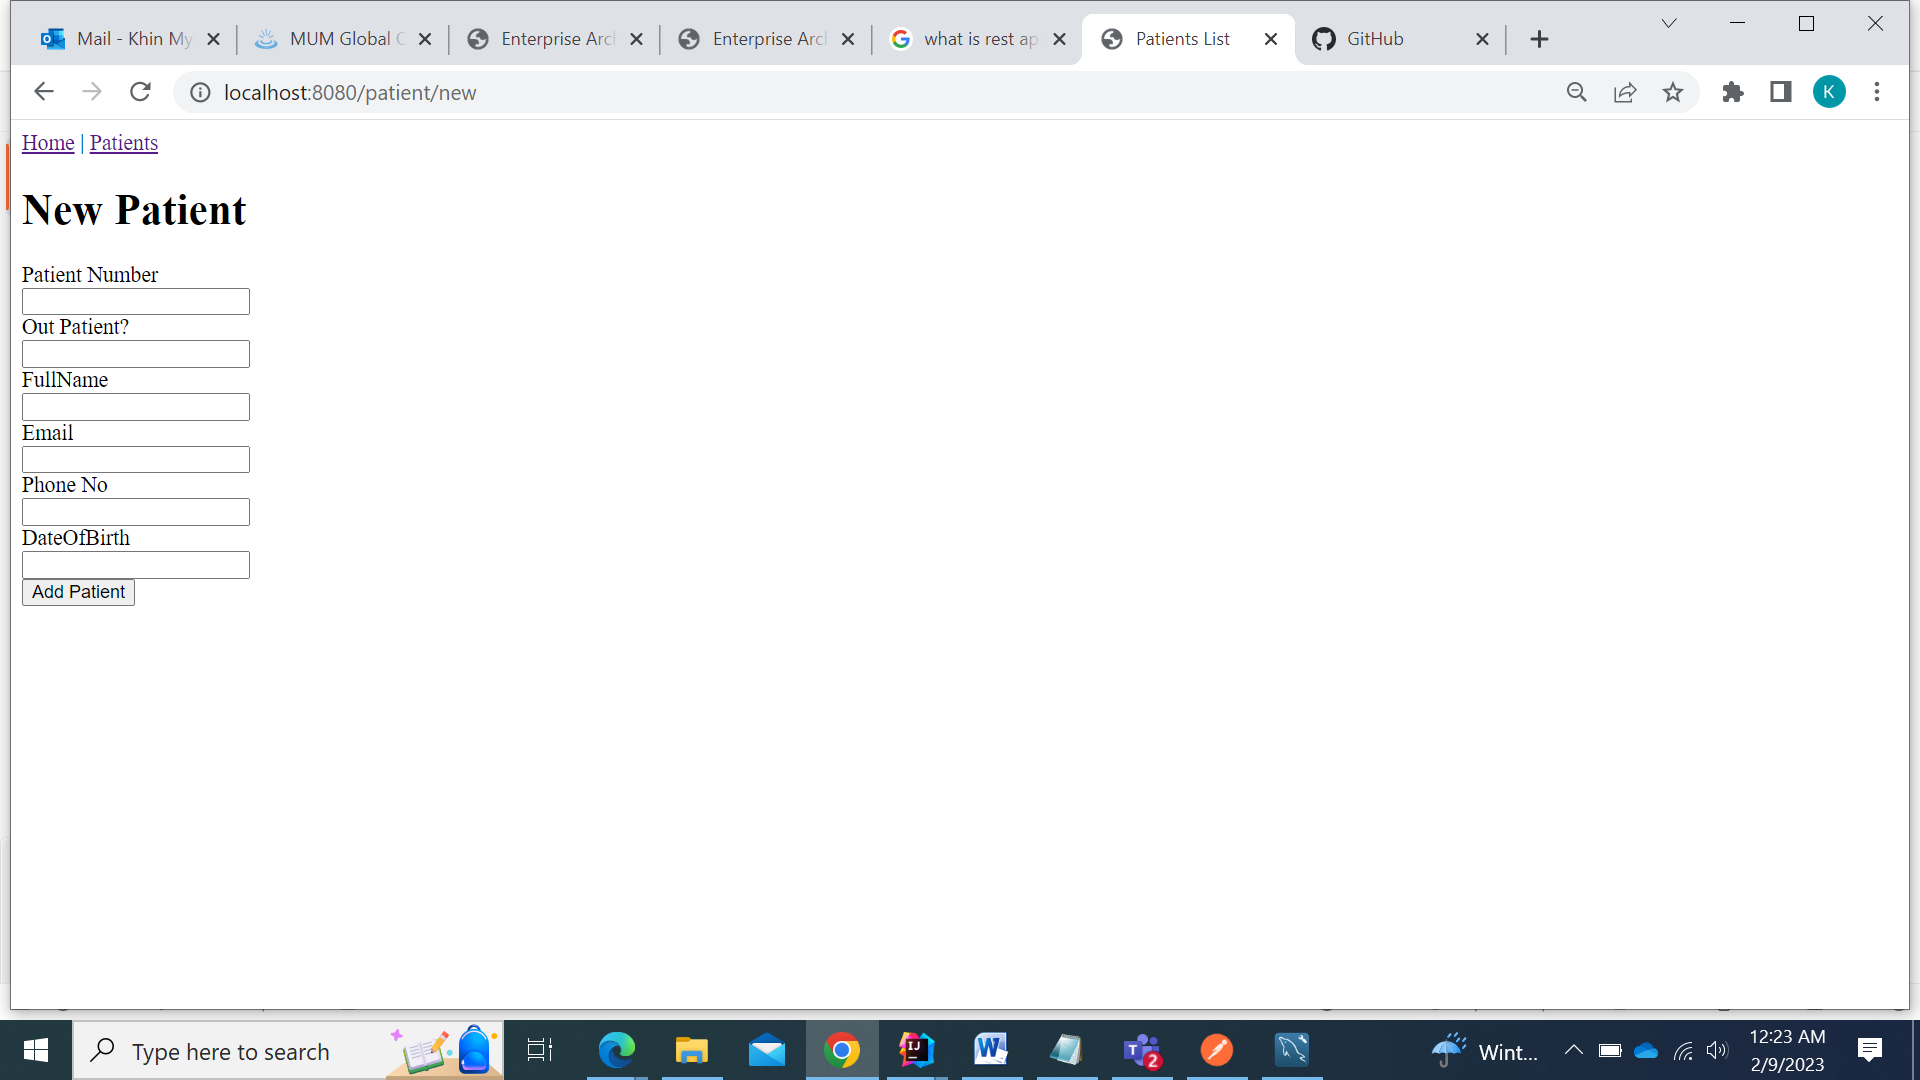 Mail - Khin My
MUM Global C
Enterprise Arch
Enterprise Arch
what is rest ap
Patients List
GitHub
localhost:8080/patient/new
K
Home | Patients
New Patient
Patient Number
Out Patient?
FullName
Email
Phone No
DateOfBirth
Add Patient
Type here to search
Wint...
12:23 AM
2/9/2023
2